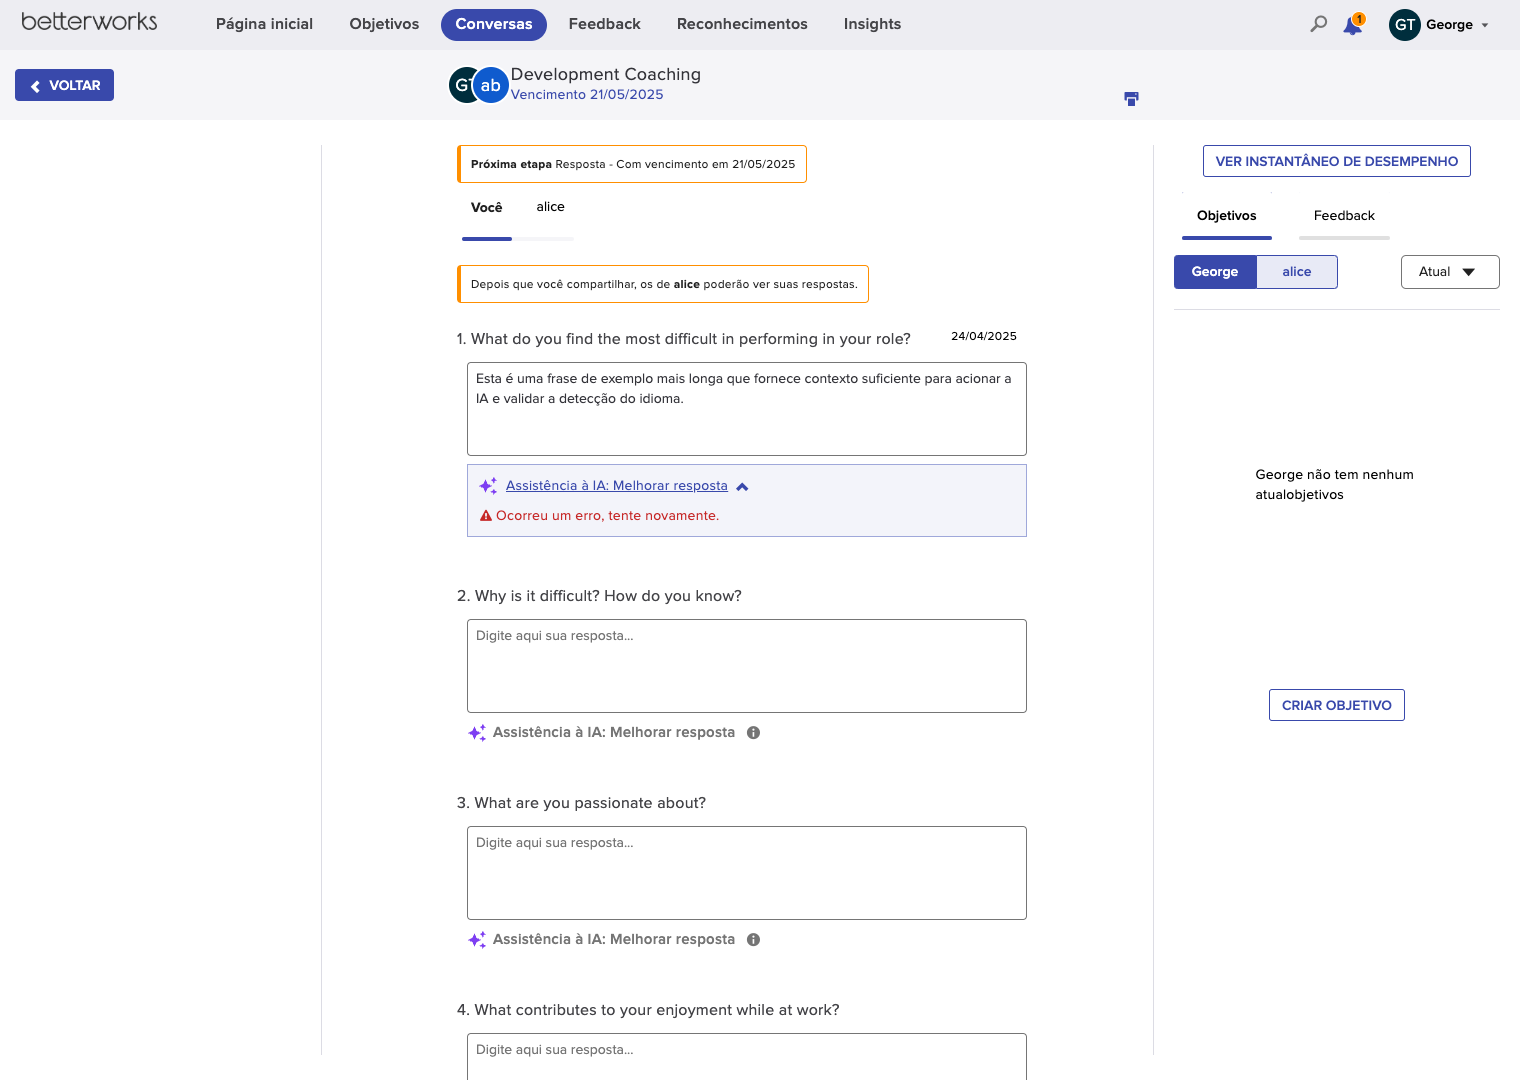 betterworks
Página inicial
Objetivos
Conversas
Feedback
Reconhecimentos
Insights
1
GT
George
VOLTAR
GT
ab
Development Coaching
Vencimento 21/05/2025
Próxima etapa Resposta - Com vencimento em 21/05/2025
Você
alice
Depois que você compartilhar, os de alice poderão ver suas respostas.
1. What do you find the most difficult in performing in your role?
24/04/2025
Esta é uma frase de exemplo mais longa que fornece contexto suficiente para acionar a
IA e validar a detecção do idioma.
Assistência à IA: Melhorar resposta
Ocorreu um erro, tente novamente.
2. Why is it difficult? How do you know?
Digite aqui sua resposta...
Assistência à IA: Melhorar resposta
3. What are you passionate about?
Digite aqui sua resposta...
Assistência à IA: Melhorar resposta
4. What contributes to your enjoyment while at work?
Digite aqui sua resposta...
VER INSTANTÂNEO DE DESEMPENHO
Objetivos
Feedback
George
alice
Atual
George não tem nenhum
atualobjetivos
CRIAR OBJETIVO